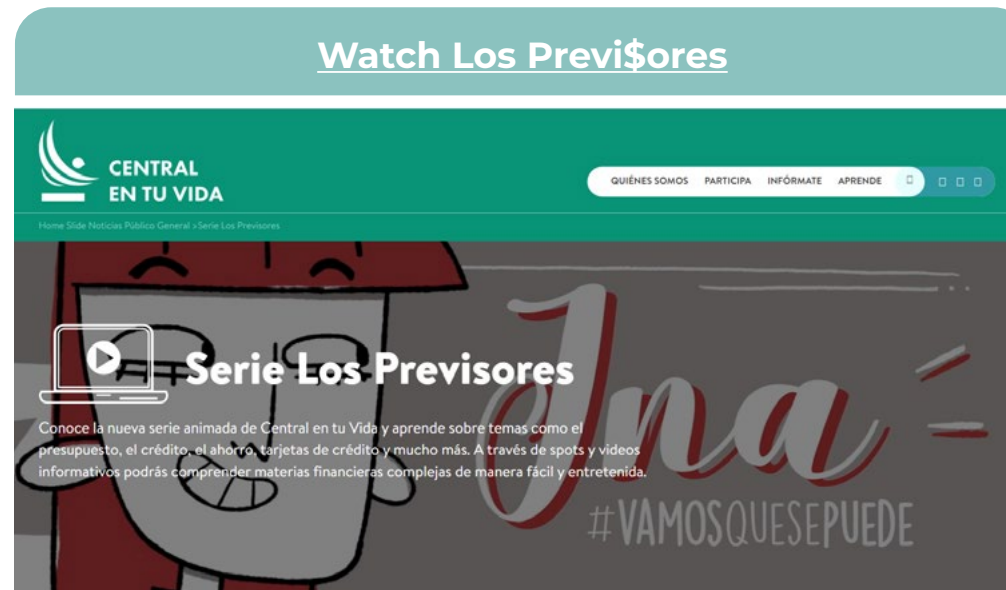 Watch Los Previ$ores
CENTRAL
EN TU VIDA
QUIÉNES SOMOS PARTICIPA INFÓRMATE APRENDE
Home Slide Noticias Público General >Serie Los Previsores
Serie Los Previsores
Conoce la nueva serie animada de Central en tu Vida y aprende sobre temas como el
presupuesto, el crédito, el ahorro, tarjetas de crédito y mucho más. A través de spots y videos
informativos podrás comprender materias financieras complejas de manera fácil y entretenida.
Ina
#VAMOSQUESEPUEDE